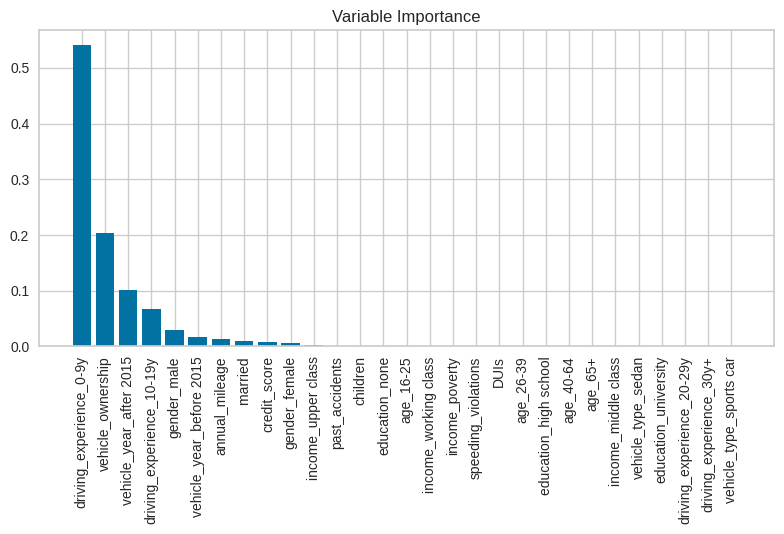 Variable Importance
0.5
0.4
0.3
0.2
0.1
0.0
driving_experience_0-9y
vehicle_ownership
vehicle_year_after 2015
driving_experience_10-19y
gender_male
vehicle_year_before 2015
annual_mileage
married
credit_score
gender_female
income_upper class
past_accidents
children
education_none
age_16-25
income_working class
income_poverty
speeding_violations
DUIs
age_26-39
education_high school
age_40-64
age_65+
income_middle class
vehicle_type_sedan
education_university
driving_experience_20-29y
driving_experience_30y+
vehicle_type_sports car